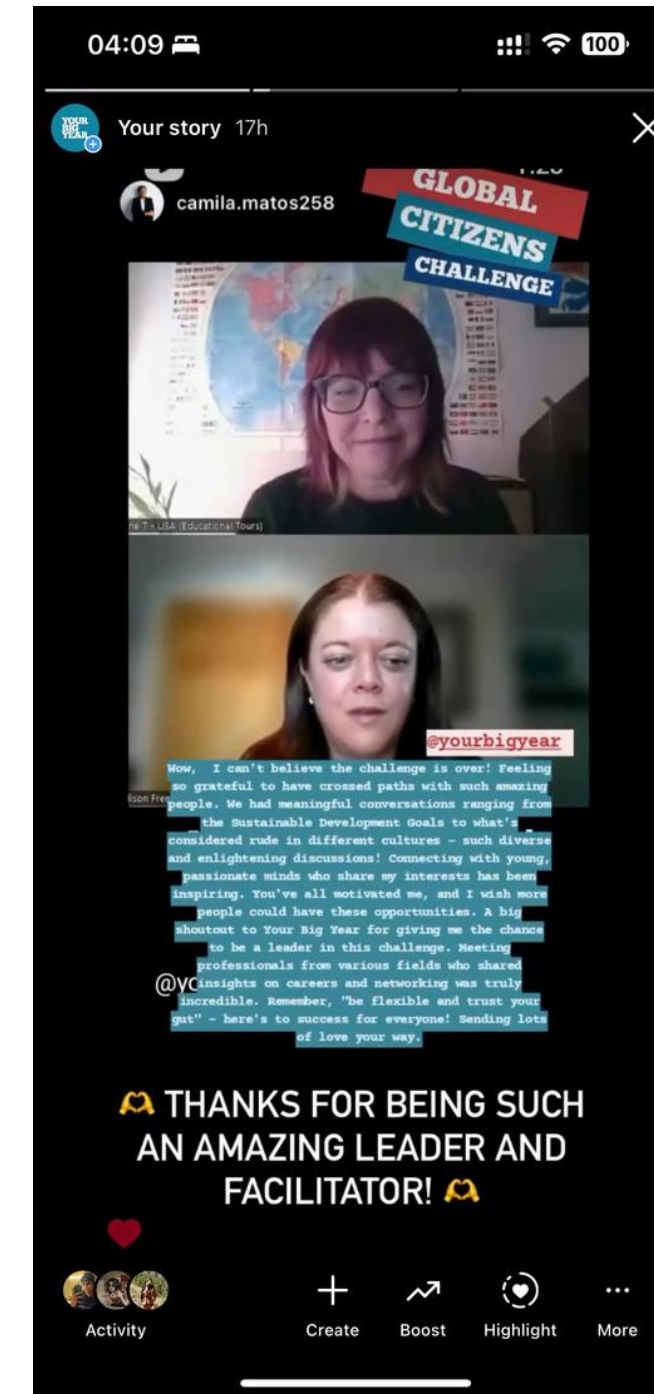 04:09
100
YOUR
BIG
YEAR
Your story 17h
camila.matos258
GLOBAL
CITIZENS
CHALLENGE
ne T - USA (Educational Tours)
@yourbigyear
Wow, I can't believe the challenge is over! Feeling
so grateful to have crossed paths with such amazing
people. We had meaningful conversations ranging from
the Sustainable Development Goals to what's
considered rude in different cultures - such diverse
and enlightening discussions! Connecting with young,
passionate minds who share my interests has been
inspiring. You've all motivated me, and I wish more
people could have these opportunities. A big
shoutout to Your Big Year for giving me the chance
to be a leader in this challenge. Meeting
professionals from various fields who shared
insights on careers and networking was truly
incredible. Remember, "be flexible and trust your
gut" - here's to success for everyone! Sending lots
of love your way.
lison Free
@yo
THANKS FOR BEING SUCH
AN AMAZING LEADER AND
FACILITATOR!
Activity
Create
Boost
Highlight
More